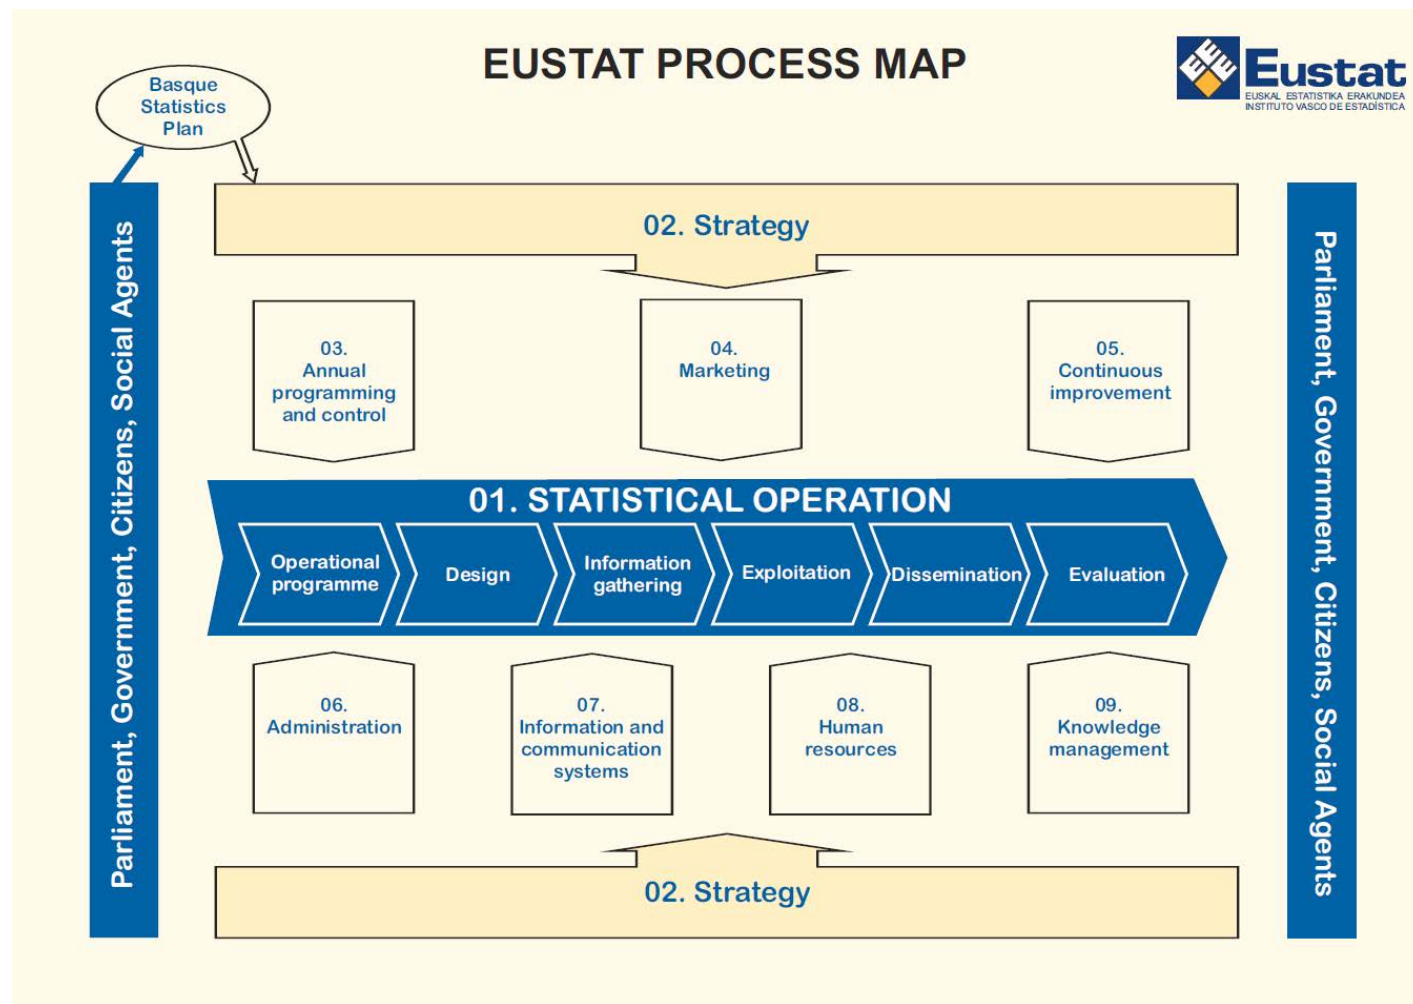 EUSTAT PROCESS MAP
Eustat
EUSKAL ESTATISTIKA ERAKUNDEA
INSTITUTO VASCO DE ESTADÍSTICA
Basque
Statistics
Plan
Parliament, Government, Citizens, Social Agents
02. Strategy
03.
Annual
programming
and control
04.
Marketing
05.
Continuous
improvement
01. STATISTICAL OPERATION
Operational
programme
Design
Information
gathering
Exploitation
Dissemination
Evaluation
06.
Administration
07.
Information and
communication
systems
08.
Human
resources
09.
Knowledge
management
02. Strategy
Parliament, Government, Citizens, Social Agents